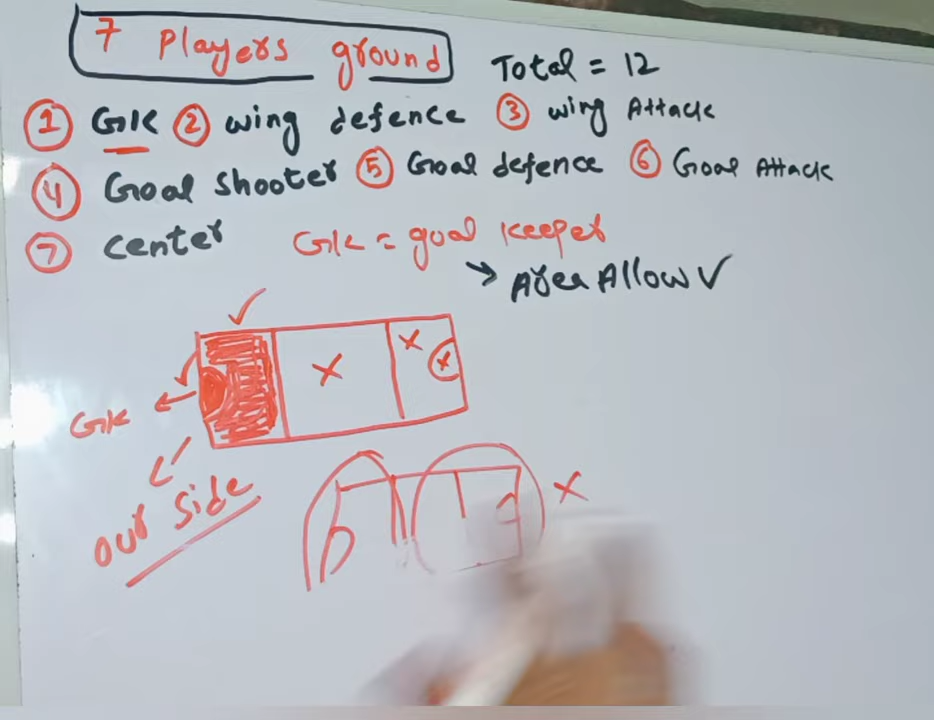 7 Players ground
Total = 12
① GK ② wing defence ③ wing Attack
④ Goal Shooter ⑤ Goal defence ⑥ Goal Attack
⑦ center GK = goal keeper
→ Area Allow ✓
GK
our side